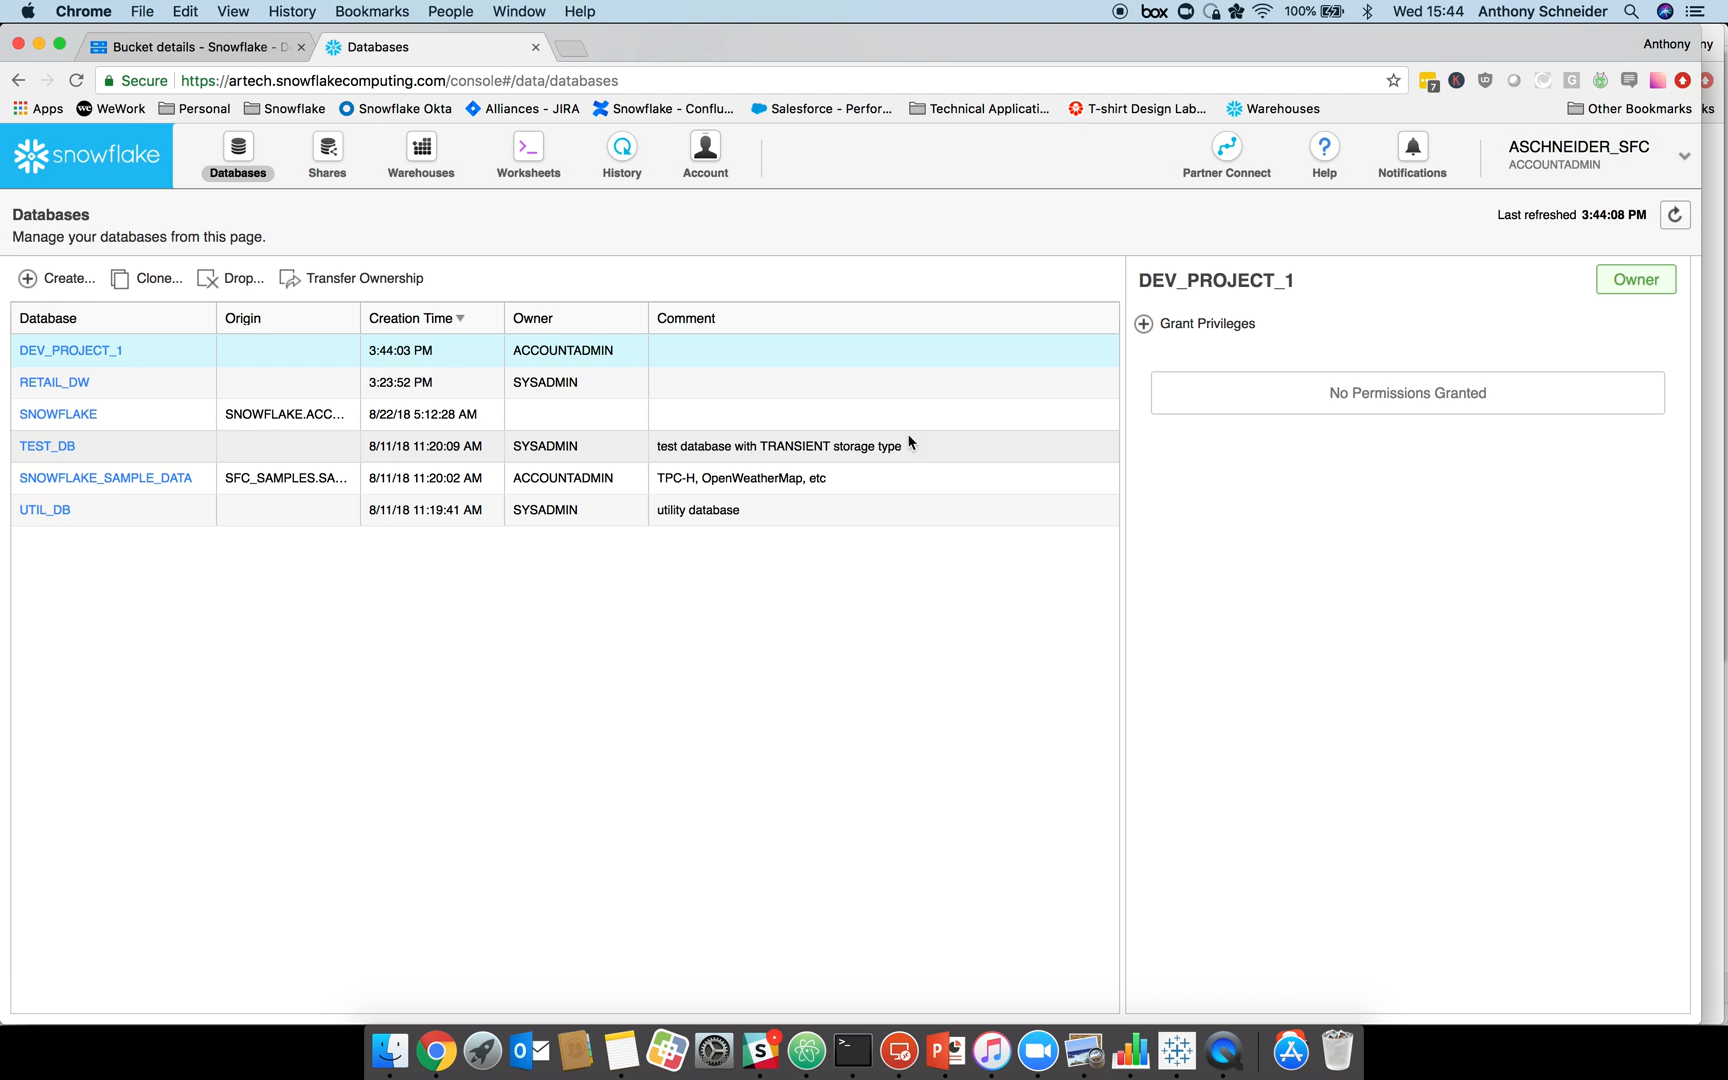 Chrome File Edit View History Bookmarks People Window Help box 100% Wed 15:44 Anthony Schneider
Bucket details - Snowflake - D Databases Anthony ny
Secure https://artech.snowflakecomputing.com/console#/data/databases 7
Apps WeWork Personal Snowflake Snowflake Okta Alliances - JIRA Snowflake - Conflu... Salesforce - Perfor... Technical Applicati... T-shirt Design Lab... Warehouses Other Bookmarks ks
snowflake Databases Shares Warehouses Worksheets History Account Partner Connect Help Notifications ASCHNEIDER_SFC
ACCOUNTADMIN
Databases
Manage your databases from this page.
Last refreshed 3:44:08 PM
Create... Clone... Drop... Transfer Ownership
Database Origin Creation Time Owner Comment
DEV_PROJECT_1 3:44:03 PM ACCOUNTADMIN
RETAIL_DW 3:23:52 PM SYSADMIN
SNOWFLAKE SNOWFLAKE.ACC... 8/22/18 5:12:28 AM
TEST_DB 8/11/18 11:20:09 AM SYSADMIN test database with TRANSIENT storage type
SNOWFLAKE_SAMPLE_DATA SFC_SAMPLES.SA... 8/11/18 11:20:02 AM ACCOUNTADMIN TPC-H, OpenWeatherMap, etc
UTIL_DB 8/11/18 11:19:41 AM SYSADMIN utility database
DEV_PROJECT_1 Owner
Grant Privileges
No Permissions Granted